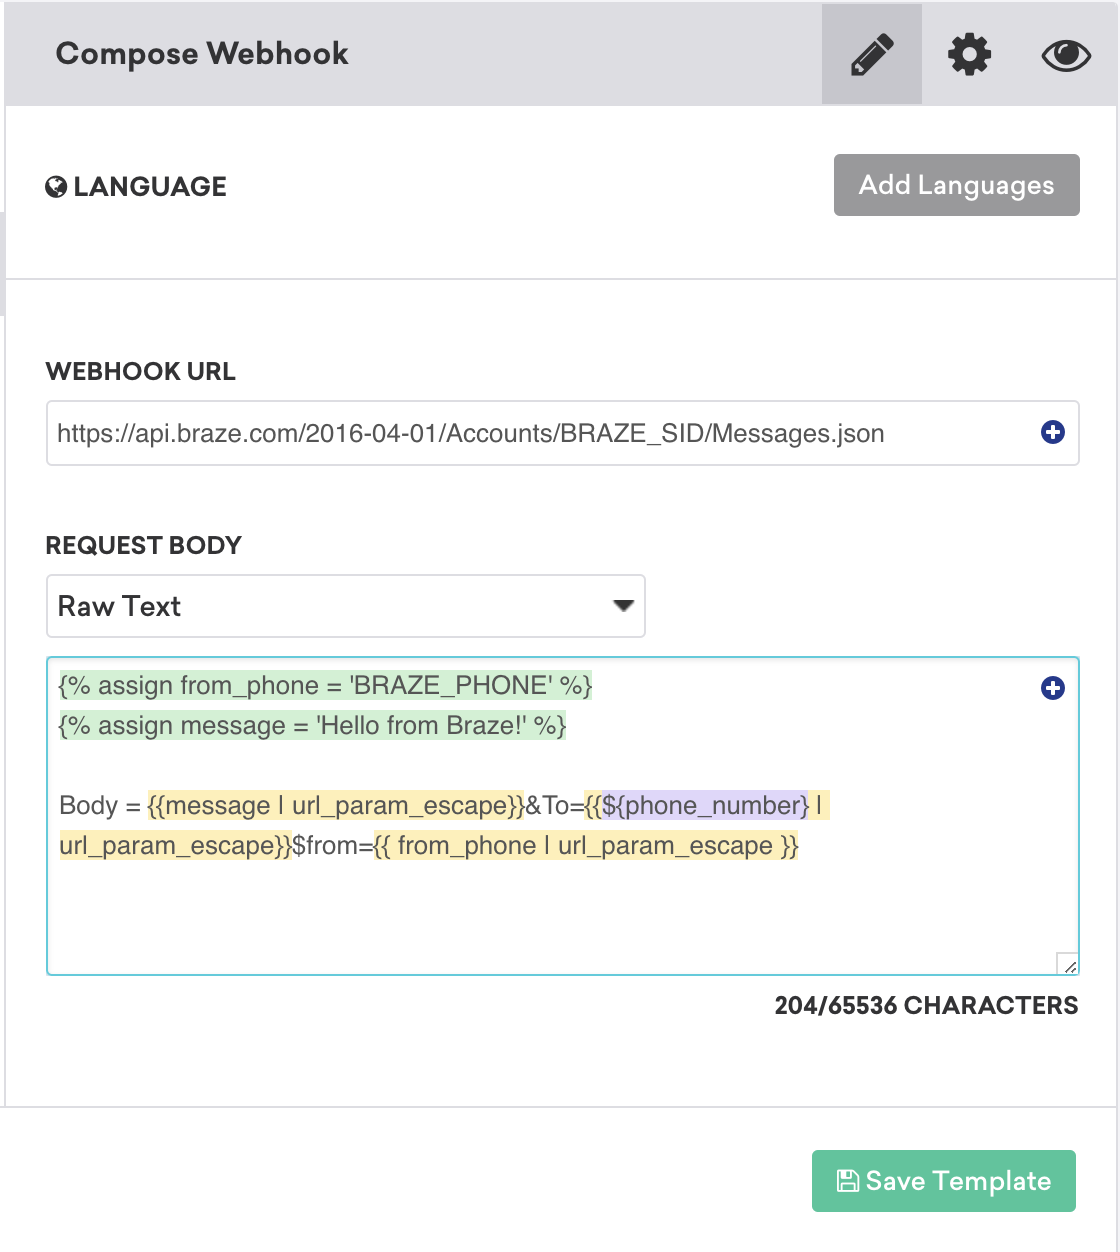 Compose Webhook
LANGUAGE
Add Languages
WEBHOOK URL
https://api.braze.com/2016-04-01/Accounts/BRAZE_SID/Messages.json
REQUEST BODY
Raw Text
{% assign from_phone = 'BRAZE_PHONE' %}
{% assign message = 'Hello from Braze!' %}
Body = {{message | url_param_escape}}&To={{${phone_number} |
url_param_escape}}$from={{ from_phone | url_param_escape }}
204/65536 CHARACTERS
Save Template